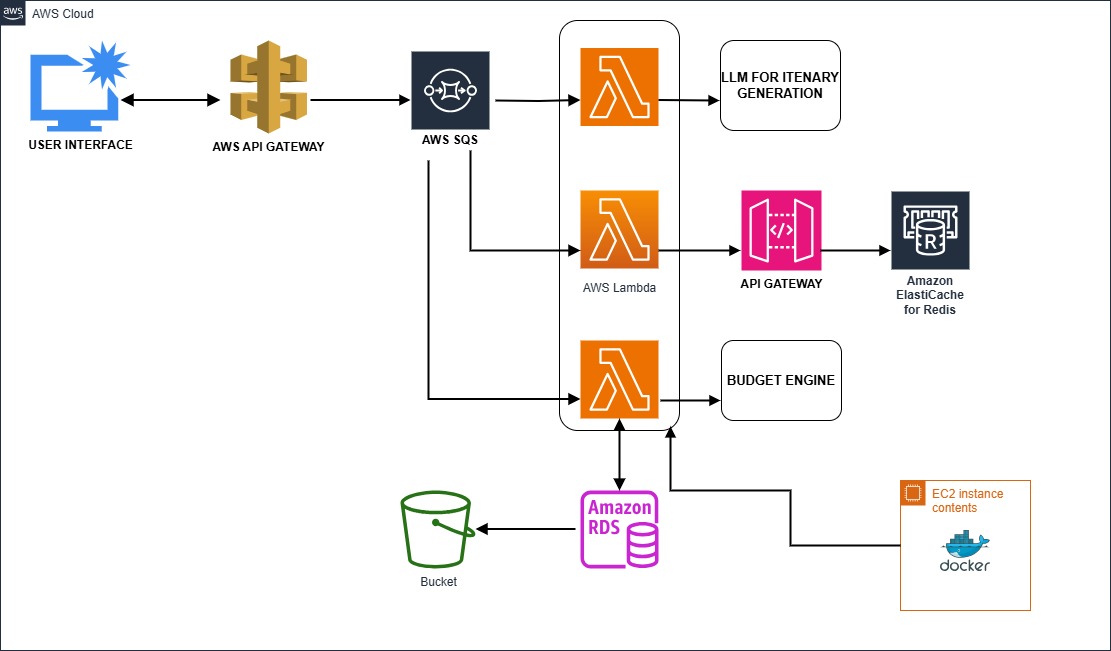 aws
AWS Cloud
USER INTERFACE
AWS API GATEWAY
AWS SQS
LLM FOR ITENARY
GENERATION
AWS Lambda
API GATEWAY
</>
R
Amazon
ElastiCache
for Redis
BUDGET ENGINE
Amazon
RDS
Bucket
EC2 instance
contents
docker